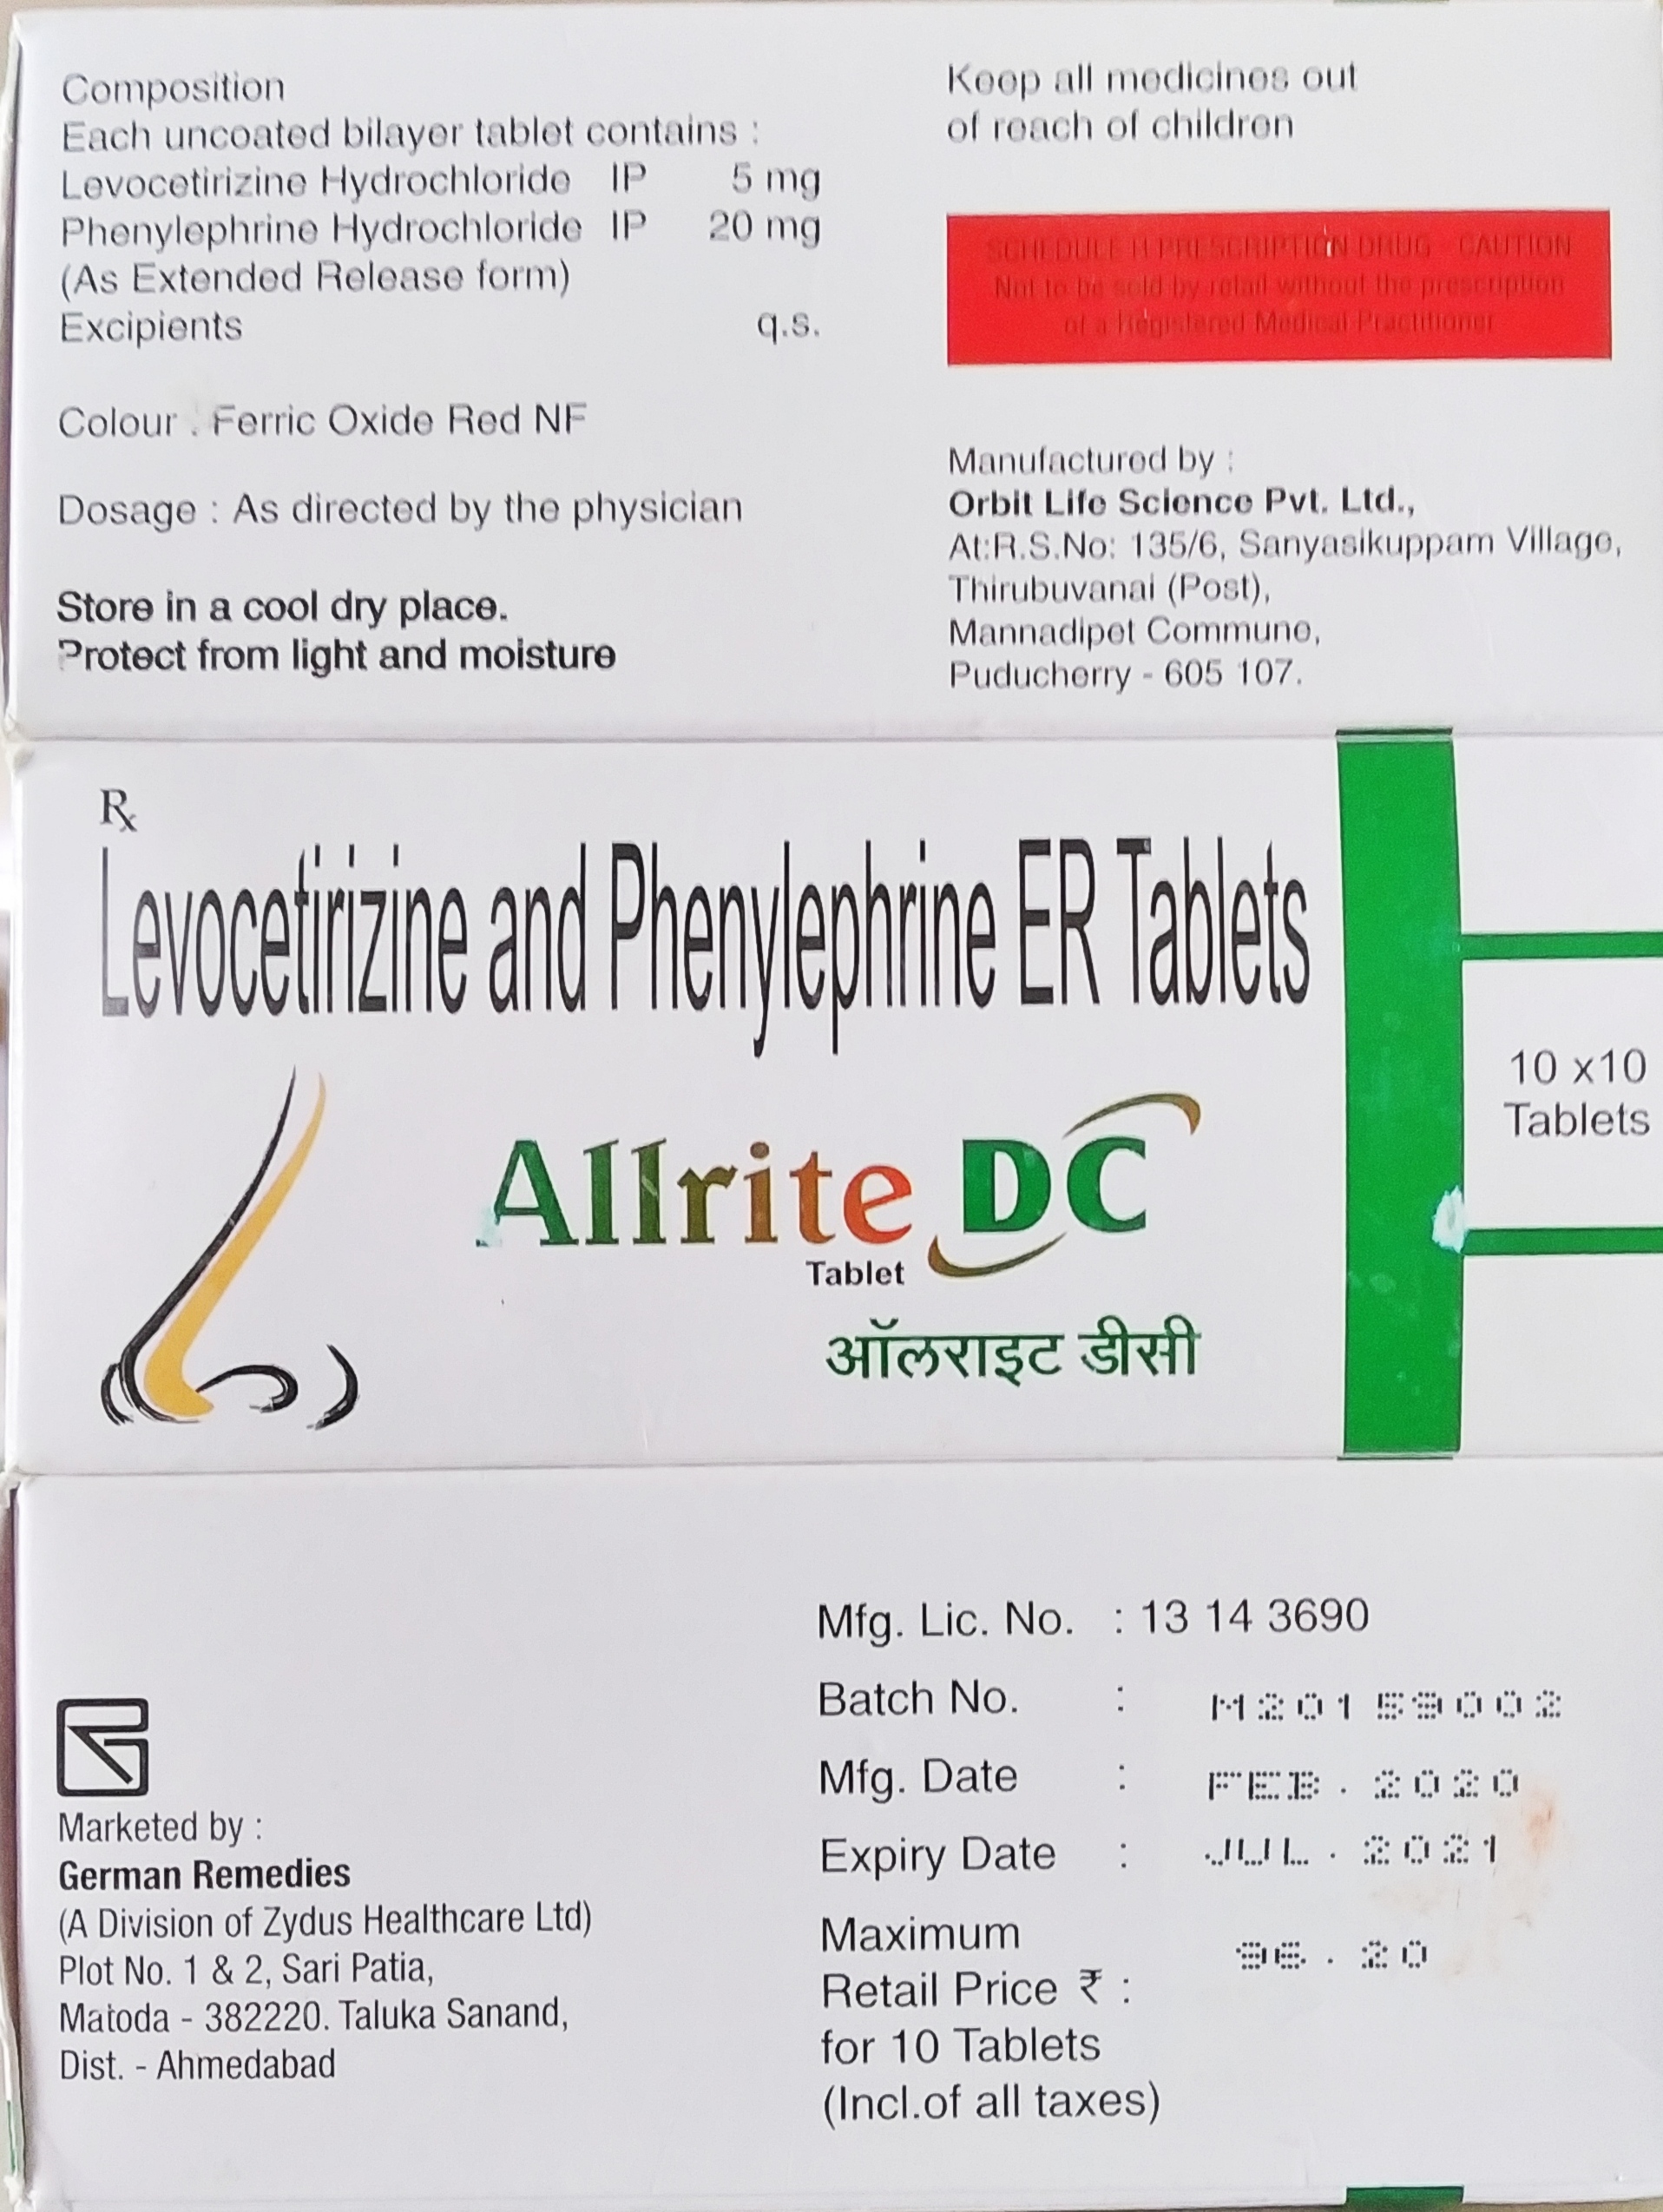 Composition
Each uncoated bilayer tablet contains :
Levocetirizine Hydrochloride IP 5 mg
Phenylephrine Hydrochloride IP 20 mg
(As Extended Release form)
Excipients q.s.
Colour : Ferric Oxide Red NF
Dosage : As directed by the physician
Store in a cool dry place.
Protect from light and moisture
Keep all medicines out
of reach of children
SCHEDULE H PRESCRIPTION DRUG - CAUTION
Not to be sold by retail without the prescription
of a Registered Medical Practitioner
Manufactured by :
Orbit Life Science Pvt. Ltd.,
At:R.S.No: 135/6, Sanyasikuppam Village,
Thirubuvanai (Post),
Mannadipet Commune,
Puducherry - 605 107.
Rx
Levocetirizine and Phenylephrine ER Tablets
Allrite DC
Tablet
ऑलराइट डीसी
10 x10
Tablets
Marketed by :
German Remedies
(A Division of Zydus Healthcare Ltd)
Plot No. 1 & 2, Sari Patia,
Matoda - 382220. Taluka Sanand,
Dist. - Ahmedabad
Mfg. Lic. No. : 13 14 3690
Batch No. : M20159002
Mfg. Date : FEB. 2020
Expiry Date : JUL. 2021
Maximum
Retail Price ₹ : 96.20
for 10 Tablets
(Incl.of all taxes)